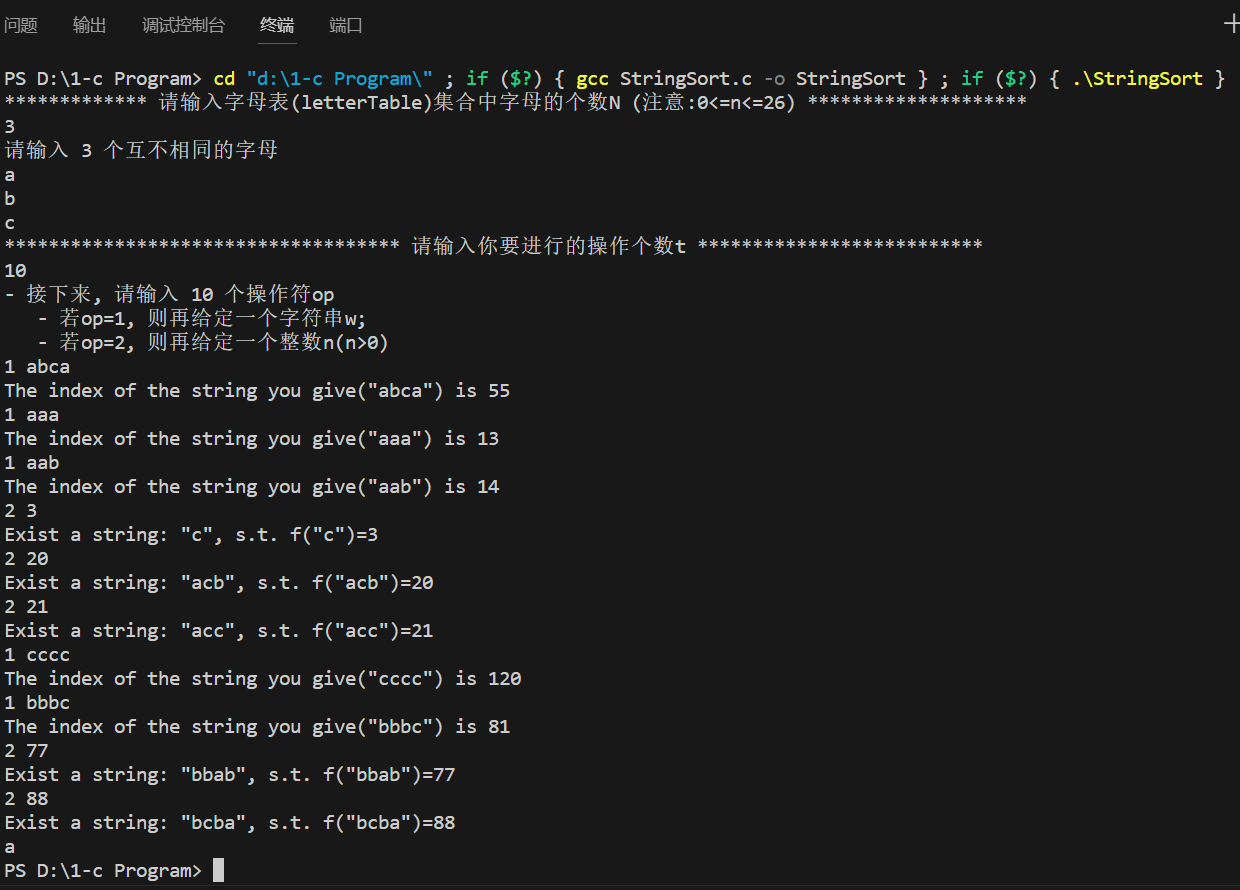 问题 输出 调试控制台 终端 端口
PS D:\1-c Program> cd "d:\1-c Program\" ; if ($?) { gcc StringSort.c -o StringSort } ; if ($?) { .\StringSort }
************* 请输入字母表(letterTable)集合中字母的个数N (注意:0<=n<=26) ********************
3
请输入 3 个互不相同的字母
a
b
c
************************************ 请输入你要进行的操作个数t **************************
10
- 接下来, 请输入 10 个操作符op
   - 若op=1, 则再给定一个字符串w;
   - 若op=2, 则再给定一个整数n(n>0)
1 abca
The index of the string you give("abca") is 55
1 aaa
The index of the string you give("aaa") is 13
1 aab
The index of the string you give("aab") is 14
2 3
Exist a string: "c", s.t. f("c")=3
2 20
Exist a string: "acb", s.t. f("acb")=20
2 21
Exist a string: "acc", s.t. f("acc")=21
1 cccc
The index of the string you give("cccc") is 120
1 bbbc
The index of the string you give("bbbc") is 81
2 77
Exist a string: "bbab", s.t. f("bbab")=77
2 88
Exist a string: "bcba", s.t. f("bcba")=88
a
PS D:\1-c Program>